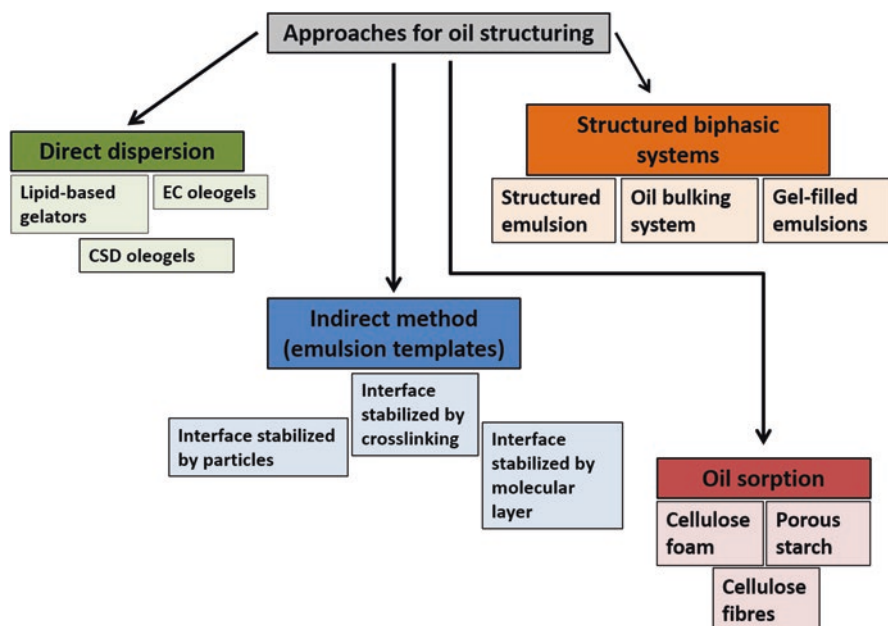 Approaches for oil structuring
Direct dispersion
Lipid-based
gelators
EC oleogels
CSD oleogels
Structured biphasic
systems
Structured
emulsion
Oil bulking
system
Gel-filled
emulsions
Indirect method
(emulsion templates)
Interface stabilized
by particles
Interface
stabilized by
crosslinking
Interface
stabilized by
molecular
layer
Oil sorption
Cellulose
foam
Porous
starch
Cellulose
fibres